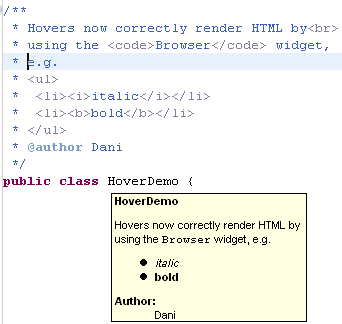 /**
* Hovers now correctly render HTML by<br>
* using the <code>Browser</code> widget,
* e.g.
* <ul>
*  <li><i>italic</i></li>
*  <li><b>bold</b></li>
* </ul>
* @author Dani
*/
public class HoverDemo {
HoverDemo
Hovers now correctly render HTML by
using the Browser widget, e.g.
● italic
● bold
Author:
Dani